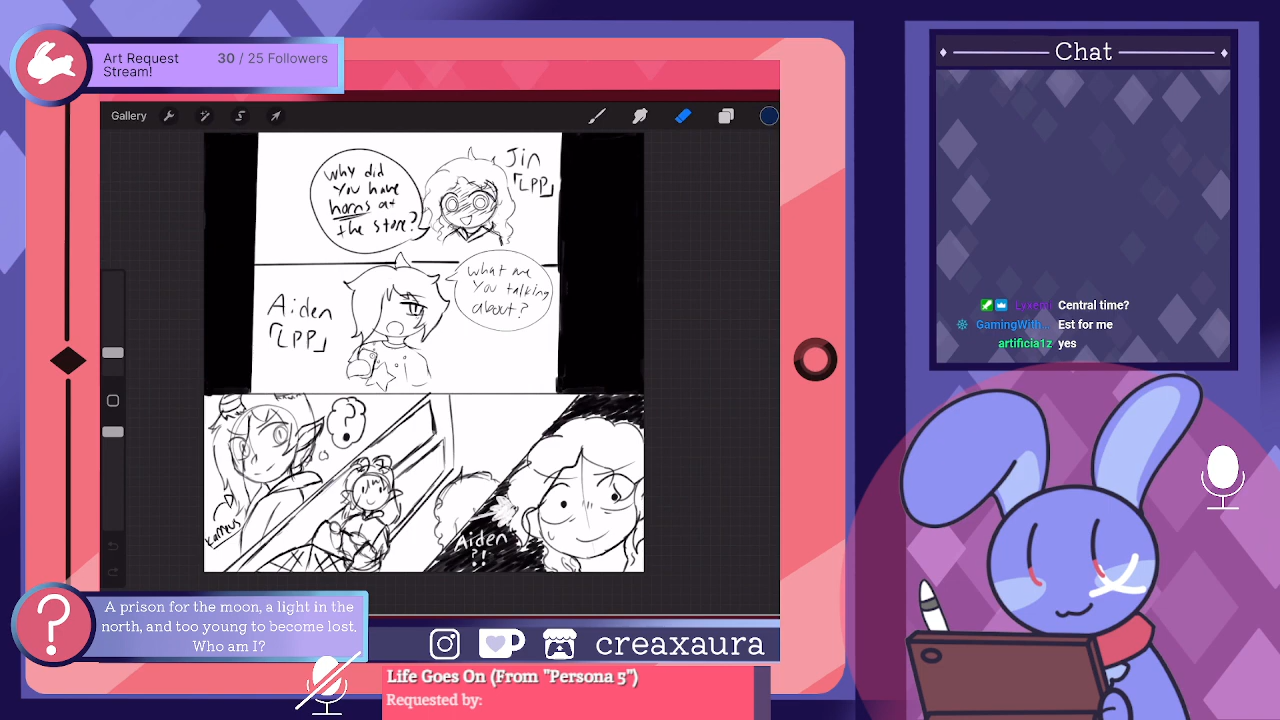 Art Request
Stream!
30 / 25 Followers
Gallery
Why did
you have
horns at
the store?
Jin
「LPP」
What are
you talking
about?
Aiden
「LPP」
?
Kameus
Aiden
?!
A prison for the moon, a light in the
north, and too young to become lost.
Who am I?
?
creaxaura
Life Goes On (From "Persona 5")
Requested by:
Chat
Lyxemi Central time?
GamingWith... Est for me
artificia1z yes